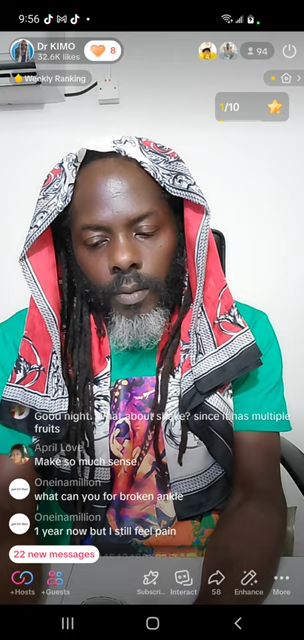 9:56
Dr KIMO
32.6K likes
8
94
Weekly Ranking
1/10
Good night. What about shake? since it has multiple
fruits
April Love
Make so much sense.
Oneinamillion
what can you for broken ankle
Oneinamillion
1 year now but I still feel pain
22 new messages
+Hosts
+Guests
Subscri...
Interact
58
Enhance
More